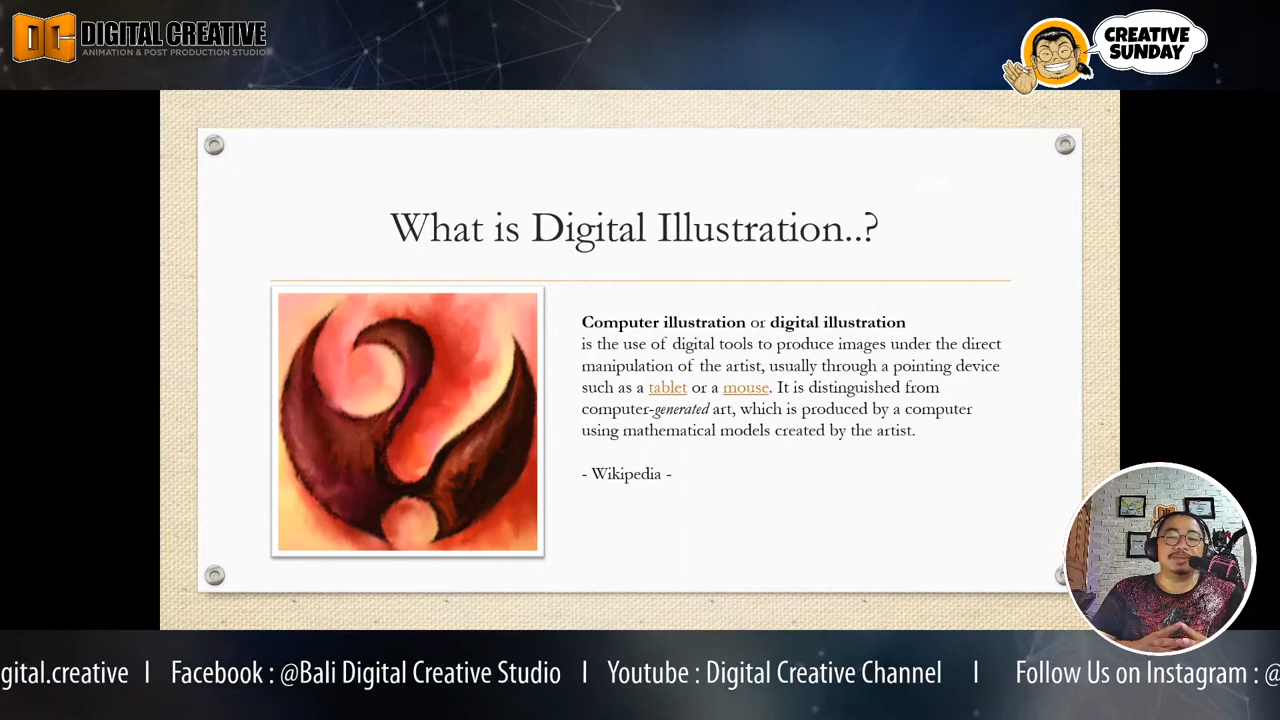 DIGITAL CREATIVE
ANIMATION & POST PRODUCTION STUDIO
CREATIVE
SUNDAY
What is Digital Illustration..?
Computer illustration or digital illustration
is the use of digital tools to produce images under the direct
manipulation of the artist, usually through a pointing device
such as a tablet or a mouse. It is distinguished from
computer-generated art, which is produced by a computer
using mathematical models created by the artist.
- Wikipedia -
gital.creative I Facebook : @Bali Digital Creative Studio I Youtube : Digital Creative Channel I Follow Us on Instagram : @